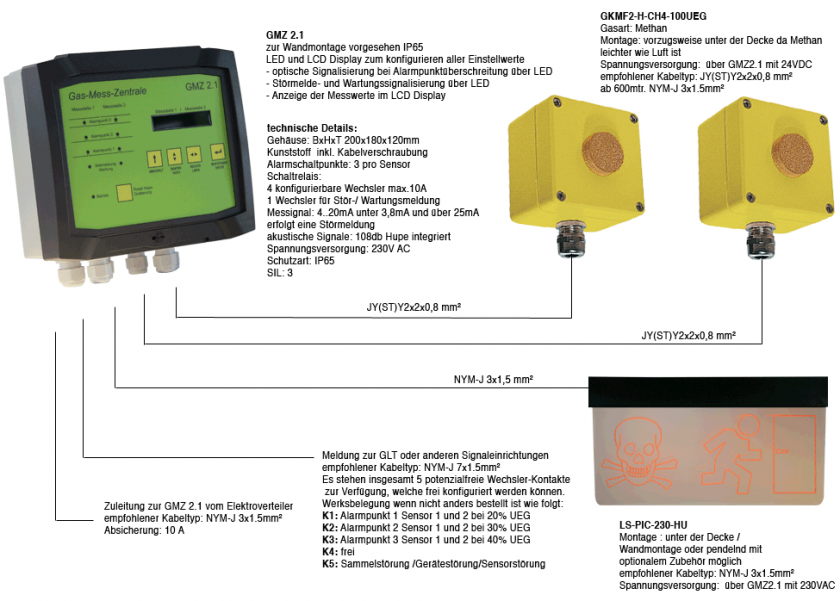 GMZ 2.1
zur Wandmontage vorgesehen IP65
LED und LCD Display zum konfigurieren aller Einstellwerte
- optische Signalisierung bei Alarmpunktüberschreitung über LED
- Störmelde- und Wartungssignalisierung über LED
- Anzeige der Messwerte im LCD Display
technische Details:
Gehäuse: BxHxT 200x180x120mm
Kunststoff inkl. Kabelverschraubung
Alarmschaltpunkte: 3 pro Sensor
Schaltrelais:
4 konfigurierbare Wechsler max.10A
1 Wechsler für Stör-/ Wartungsmeldung
Messignal: 4..20mA unter 3,8mA und über 25mA
erfolgt eine Störmeldung
akustische Signale: 108db Hupe integriert
Spannungsversorgung: 230V AC
Schutzart: IP65
SIL: 3
GKMF2-H-CH4-100UEG
Gasart: Methan
Montage: vorzugsweise unter der Decke da Methan
leichter wie Luft ist
Spannungsversorgung: über GMZ2.1 mit 24VDC
empfohlener Kabeltyp: JY(ST)Y2x2x0,8 mm²
ab 600mtr. NYM-J 3x1.5mm²
Gas-Mess-Zentrale GMZ 2.1
JY(ST)Y2x2x0,8 mm²
JY(ST)Y2x2x0,8 mm²
NYM-J 3x1,5 mm²
Meldung zur GLT oder anderen Signaleinrichtungen
empfohlener Kabeltyp: NYM-J 7x1.5mm²
Es stehen insgesamt 5 potenzialfreie Wechsler-Kontakte
zur Verfügung, welche frei konfiguriert werden können.
Werksbelegung wenn nicht anders bestellt ist wie folgt:
K1: Alarmpunkt 1 Sensor 1 und 2 bei 20% UEG
K2: Alarmpunkt 2 Sensor 1 und 2 bei 30% UEG
K3: Alarmpunkt 3 Sensor 1 und 2 bei 40% UEG
K4: frei
K5: Sammelstörung /Gerätestörung/Sensorstörung
Zuleitung zur GMZ 2.1 vom Elektroverteiler
empfohlener Kabeltyp: NYM-J 3x1.5mm²
Absicherung: 10 A
LS-PIC-230-HU
Montage : unter der Decke /
Wandmontage oder pendelnd mit
optionalem Zubehör möglich
empfohlener Kabeltyp: NYM-J 3x1.5mm²
Spannungsversorgung: über GMZ2.1 mit 230VAC